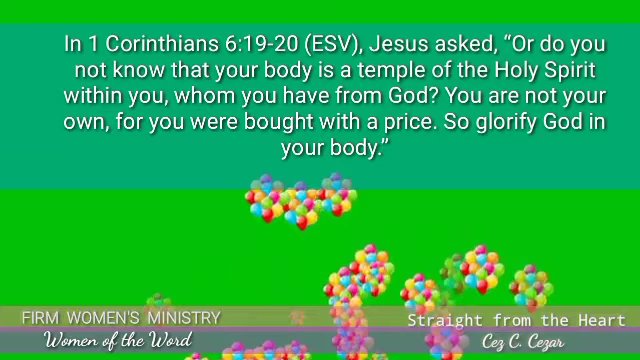 In 1 Corinthians 6:19-20 (ESV), Jesus asked, “Or do you
not know that your body is a temple of the Holy Spirit
within you, whom you have from God? You are not your
own, for you were bought with a price. So glorify God in
your body.”
FIRM WOMEN'S MINISTRY
Women of the Word
Straight from the Heart
Cez C. Cezar